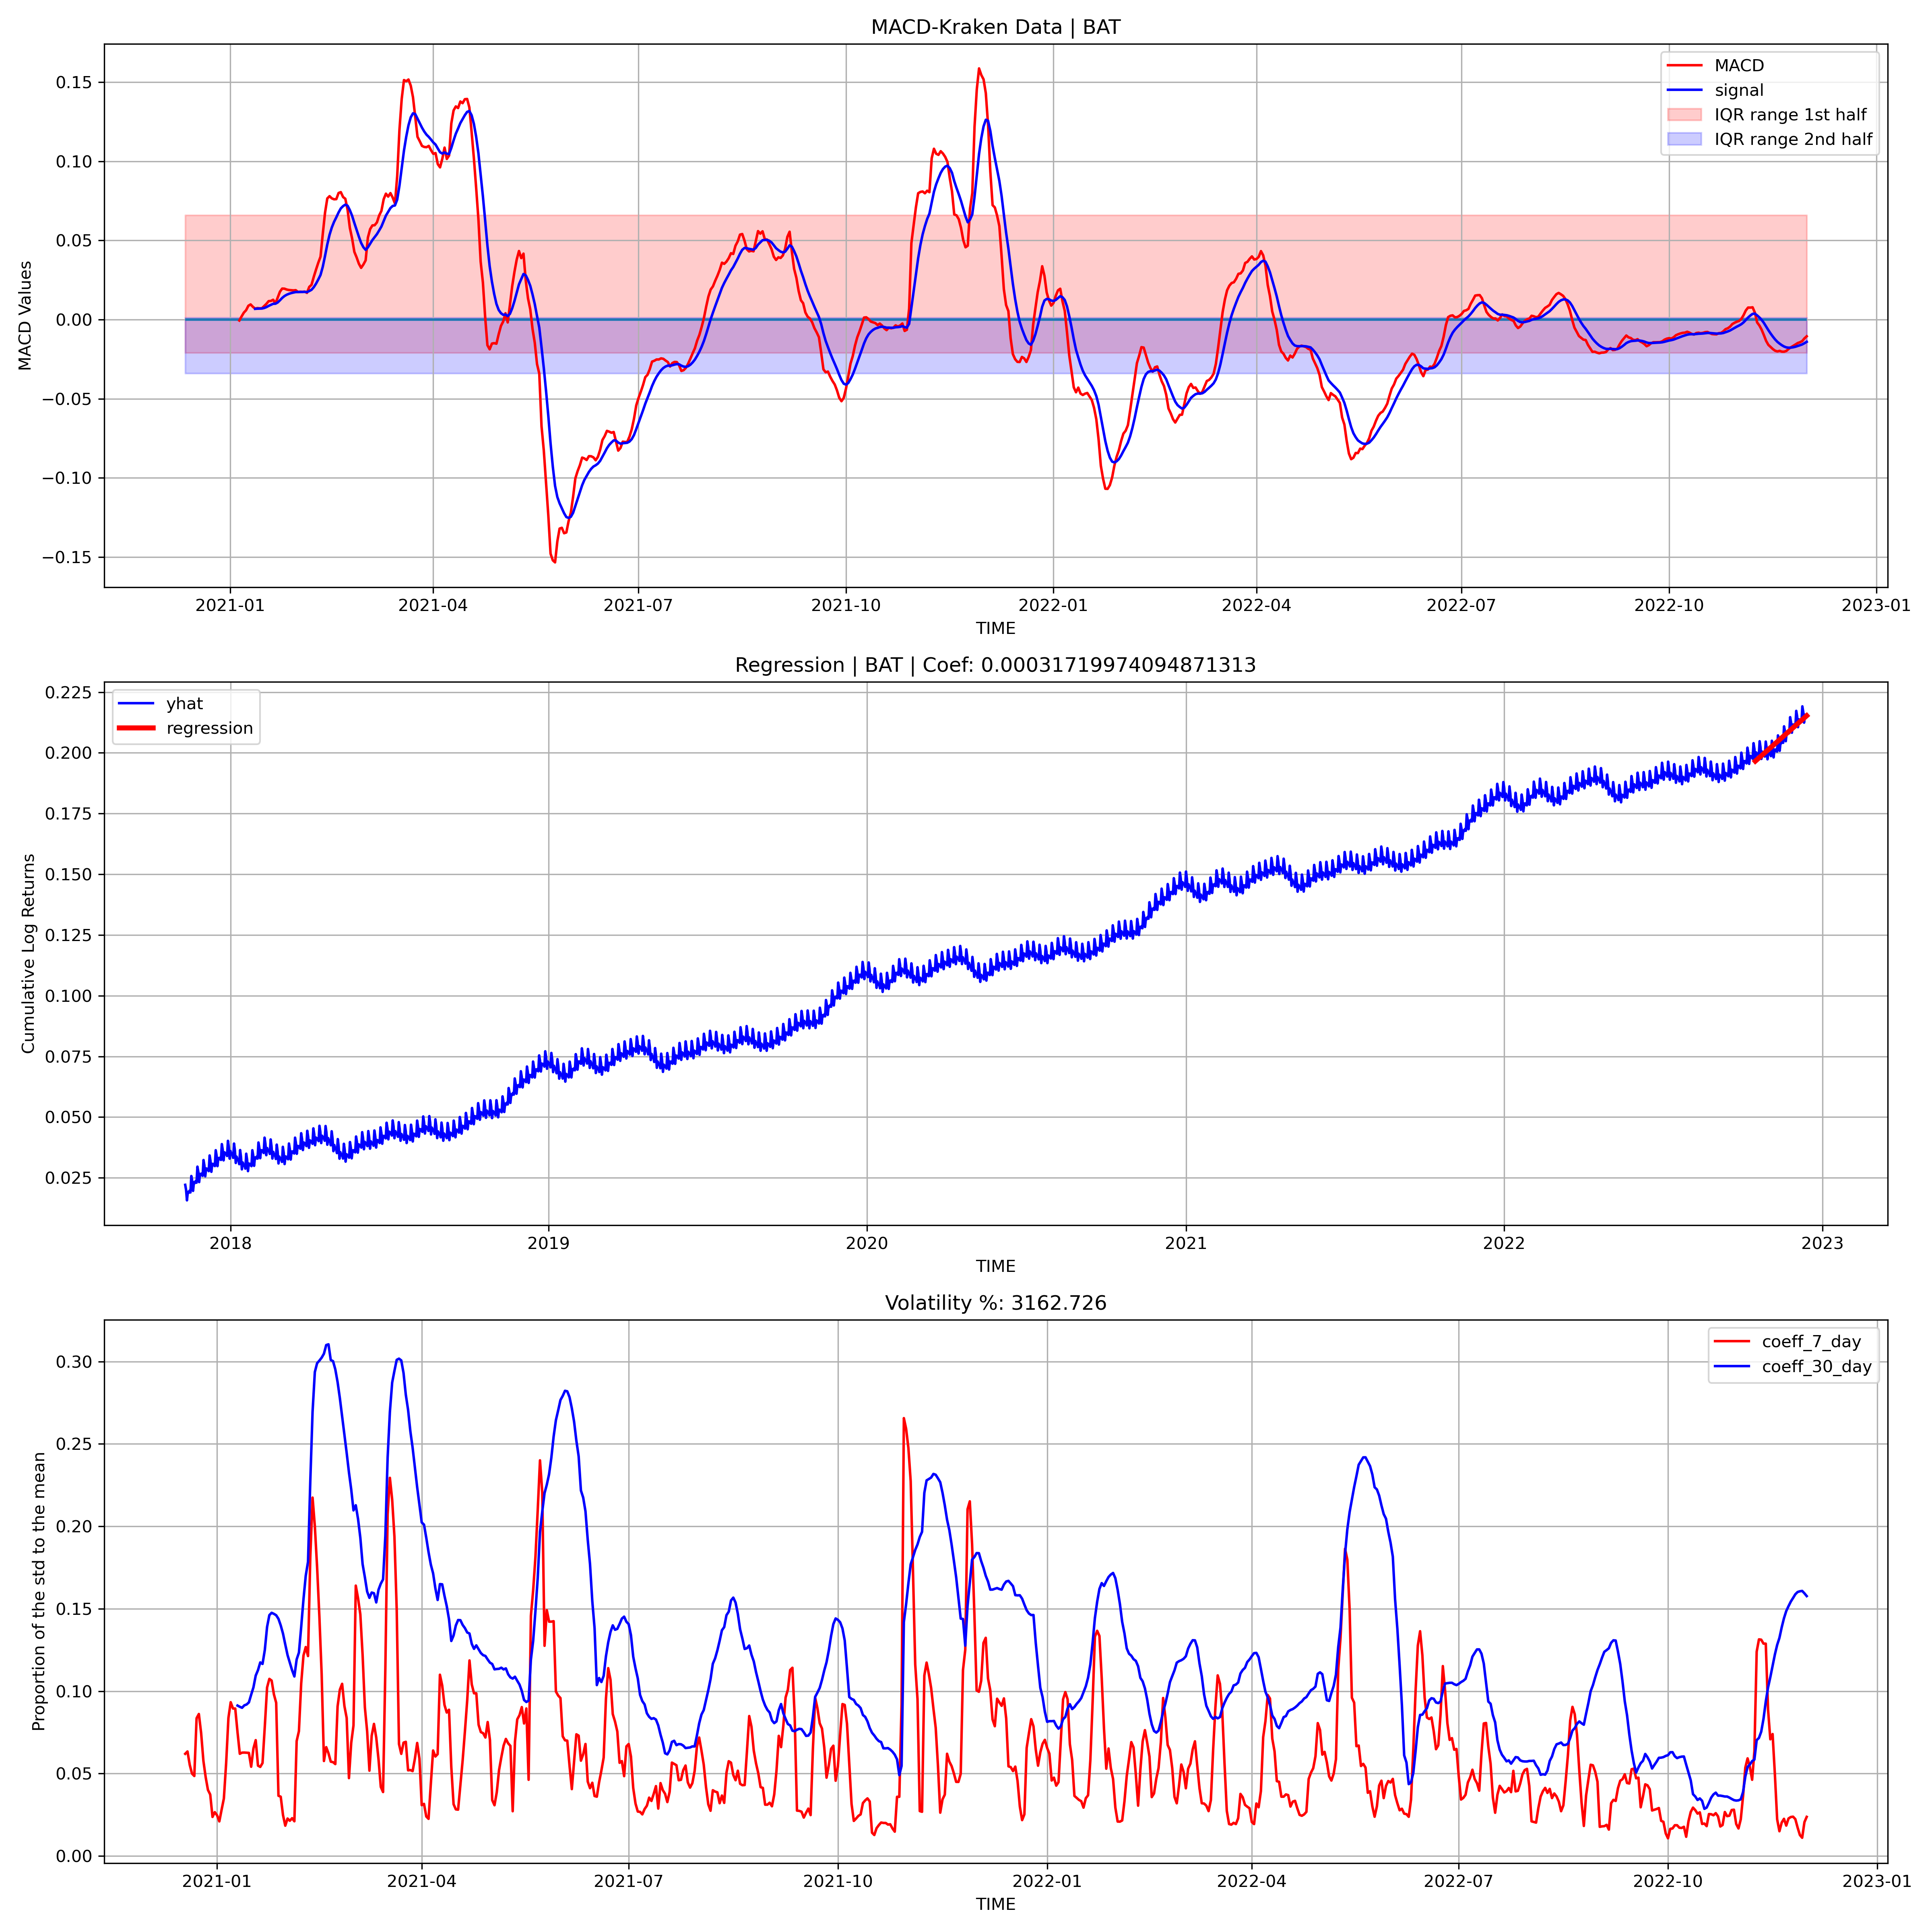 MACD-Kraken Data | BAT
MACD Values
0.15
0.10
0.05
0.00
−0.05
−0.10
−0.15
MACD
signal
IQR range 1st half
IQR range 2nd half
2021-01 2021-04 2021-07 2021-10 2022-01 2022-04 2022-07 2022-10 2023-01
TIME
Regression | BAT | Coef: 0.00031719974094871313
Cumulative Log Returns
0.225
0.200
0.175
0.150
0.125
0.100
0.075
0.050
0.025
yhat
regression
2018 2019 2020 2021 2022 2023
TIME
Volatility %: 3162.726
Proportion of the std to the mean
0.30
0.25
0.20
0.15
0.10
0.05
0.00
coeff_7_day
coeff_30_day
2021-01 2021-04 2021-07 2021-10 2022-01 2022-04 2022-07 2022-10 2023-01
TIME